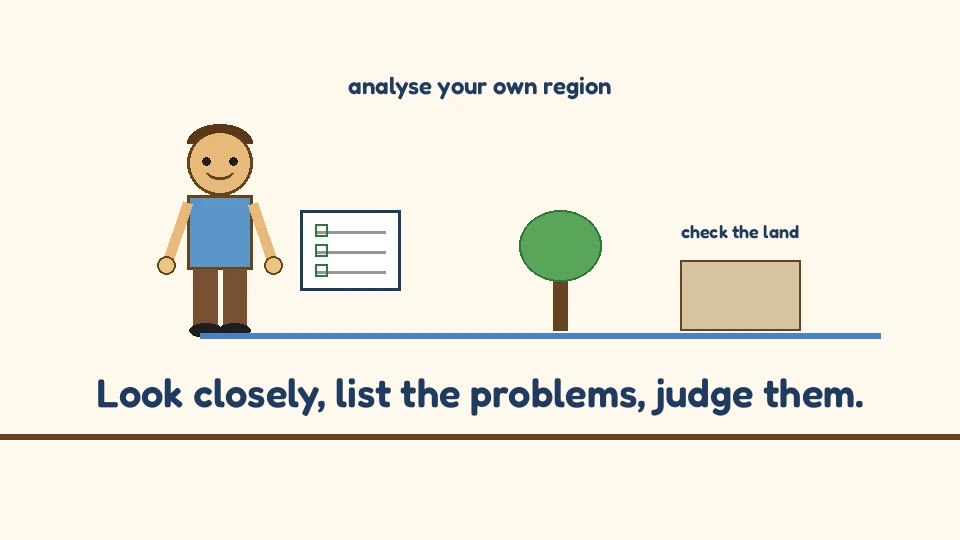 analyse your own region
check the land
Look closely, list the problems, judge them.